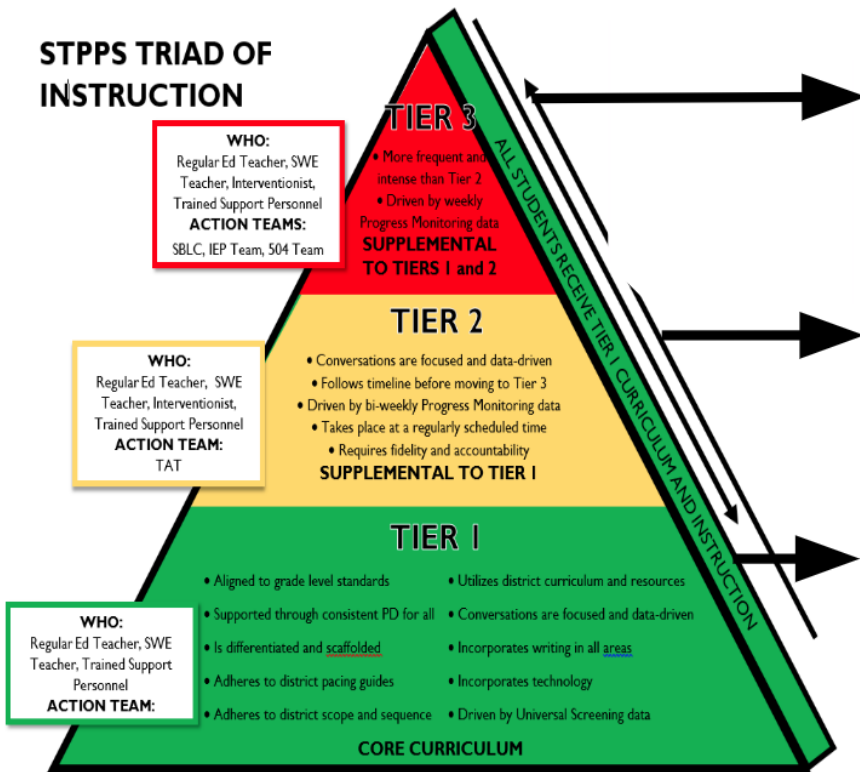 STPPS TRIAD OF
INSTRUCTION
TIER 3
• More frequent and
intense than Tier 2
• Driven by weekly
Progress Monitoring data
SUPPLEMENTAL
TO TIERS 1 and 2
WHO:
Regular Ed Teacher, SWE
Teacher, Interventionist,
Trained Support Personnel
ACTION TEAMS:
SBLC, IEP Team, 504 Team
ALL STUDENTS RECEIVE TIER 1 CURRICULUM AND INSTRUCTION
TIER 2
• Conversations are focused and data-driven
• Follows timeline before moving to Tier 3
• Driven by bi-weekly Progress Monitoring data
• Takes place at a regularly scheduled time
• Requires fidelity and accountability
SUPPLEMENTAL TO TIER 1
WHO:
Regular Ed Teacher, SWE
Teacher, Interventionist,
Trained Support Personnel
ACTION TEAM:
TAT
TIER 1
• Aligned to grade level standards
• Supported through consistent PD for all
• Is differentiated and scaffolded
• Adheres to district pacing guides
• Adheres to district scope and sequence
• Utilizes district curriculum and resources
• Conversations are focused and data-driven
• Incorporates writing in all areas
• Incorporates technology
• Driven by Universal Screening data
CORE CURRICULUM
WHO:
Regular Ed Teacher, SWE
Teacher, Trained Support
Personnel
ACTION TEAM: